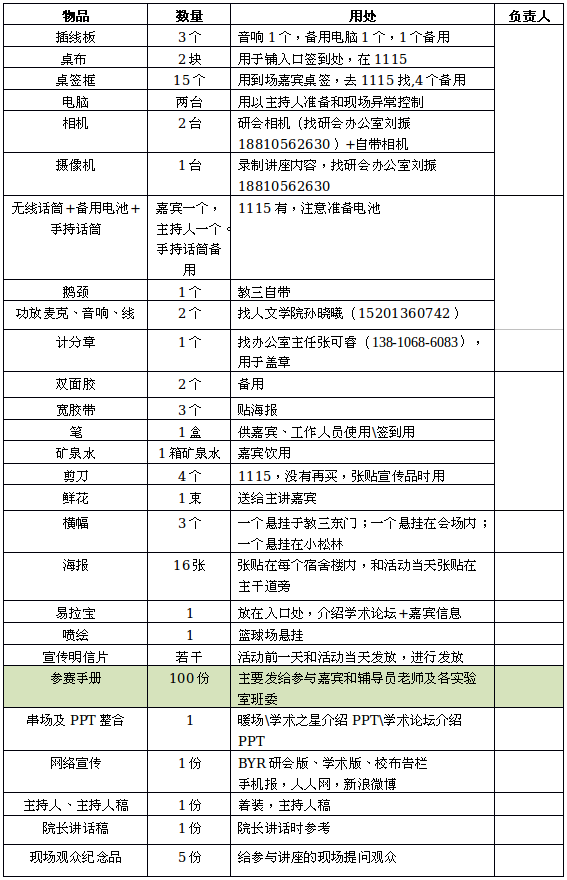 物品 数量 用处 负责人
插线板 3个 音响1个，备用电脑1个，1个备用
桌布 2块 用于铺入口签到处，在1115
桌签框 15个 用到场嘉宾桌签，去1115找,4个备用
电脑 两台 用以主持人准备和现场异常控制
相机 2台 研会相机（找研会办公室刘振
18810562630）+自带相机
摄像机 1台 录制讲座内容，找研会办公室刘振
18810562630
无线话筒+备用电池+ 嘉宾一个， 1115有，注意准备电池
手持话筒 主持人一个。
手持话筒备
用
鹅颈 1个 教三自带
功放麦克、音响、线 2个 找人文学院孙晓曦（15201360742）
计分章 1个 找办公室主任张可睿（138-1068-6083），
用于盖章
双面胶 2个 备用
宽胶带 3个 贴海报
笔 1盒 供嘉宾、工作人员使用\签到用
矿泉水 1箱矿泉水 嘉宾饮用
剪刀 4个 1115，没有再买，张贴宣传品时用
鲜花 1束 送给主讲嘉宾
横幅 3个 一个悬挂于教三东门；一个悬挂在会场内；
一个悬挂在小松林
海报 16张 张贴在每个宿舍楼内，和活动当天张贴在
主干道旁
易拉宝 1 放在入口处，介绍学术论坛+嘉宾信息
喷绘 1 篮球场悬挂
宣传明信片 若干 活动前一天和活动当天发放，进行发放
参赛手册 100份 主要发给参与嘉宾和辅导员老师及各实验
室班委
串场及PPT整合 1 暖场\学术之星介绍PPT\学术论坛介绍
PPT
网络宣传 1份 BYR研会版、学术版、校布告栏
手机报，人人网，新浪微博
主持人、主持人稿 1份 着装，主持人稿
院长讲话稿 1份 院长讲话时参考
现场观众纪念品 5份 给参与讲座的现场提问观众